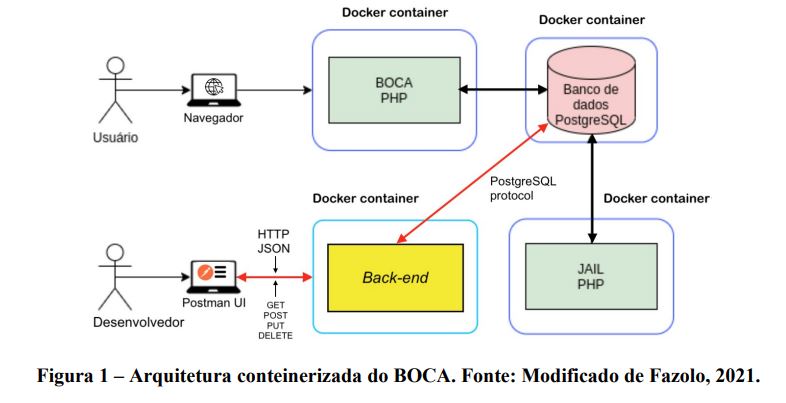 Docker container
Docker container
BOCA
PHP
Banco de
dados
PostgreSQL
Usuário
Navegador
PostgreSQL
protocol
Docker container
Docker container
HTTP
JSON
Back-end
JAIL
PHP
Postman UI
Desenvolvedor
GET
POST
PUT
DELETE
Figura 1 – Arquitetura conteinerizada do BOCA. Fonte: Modificado de Fazolo, 2021.